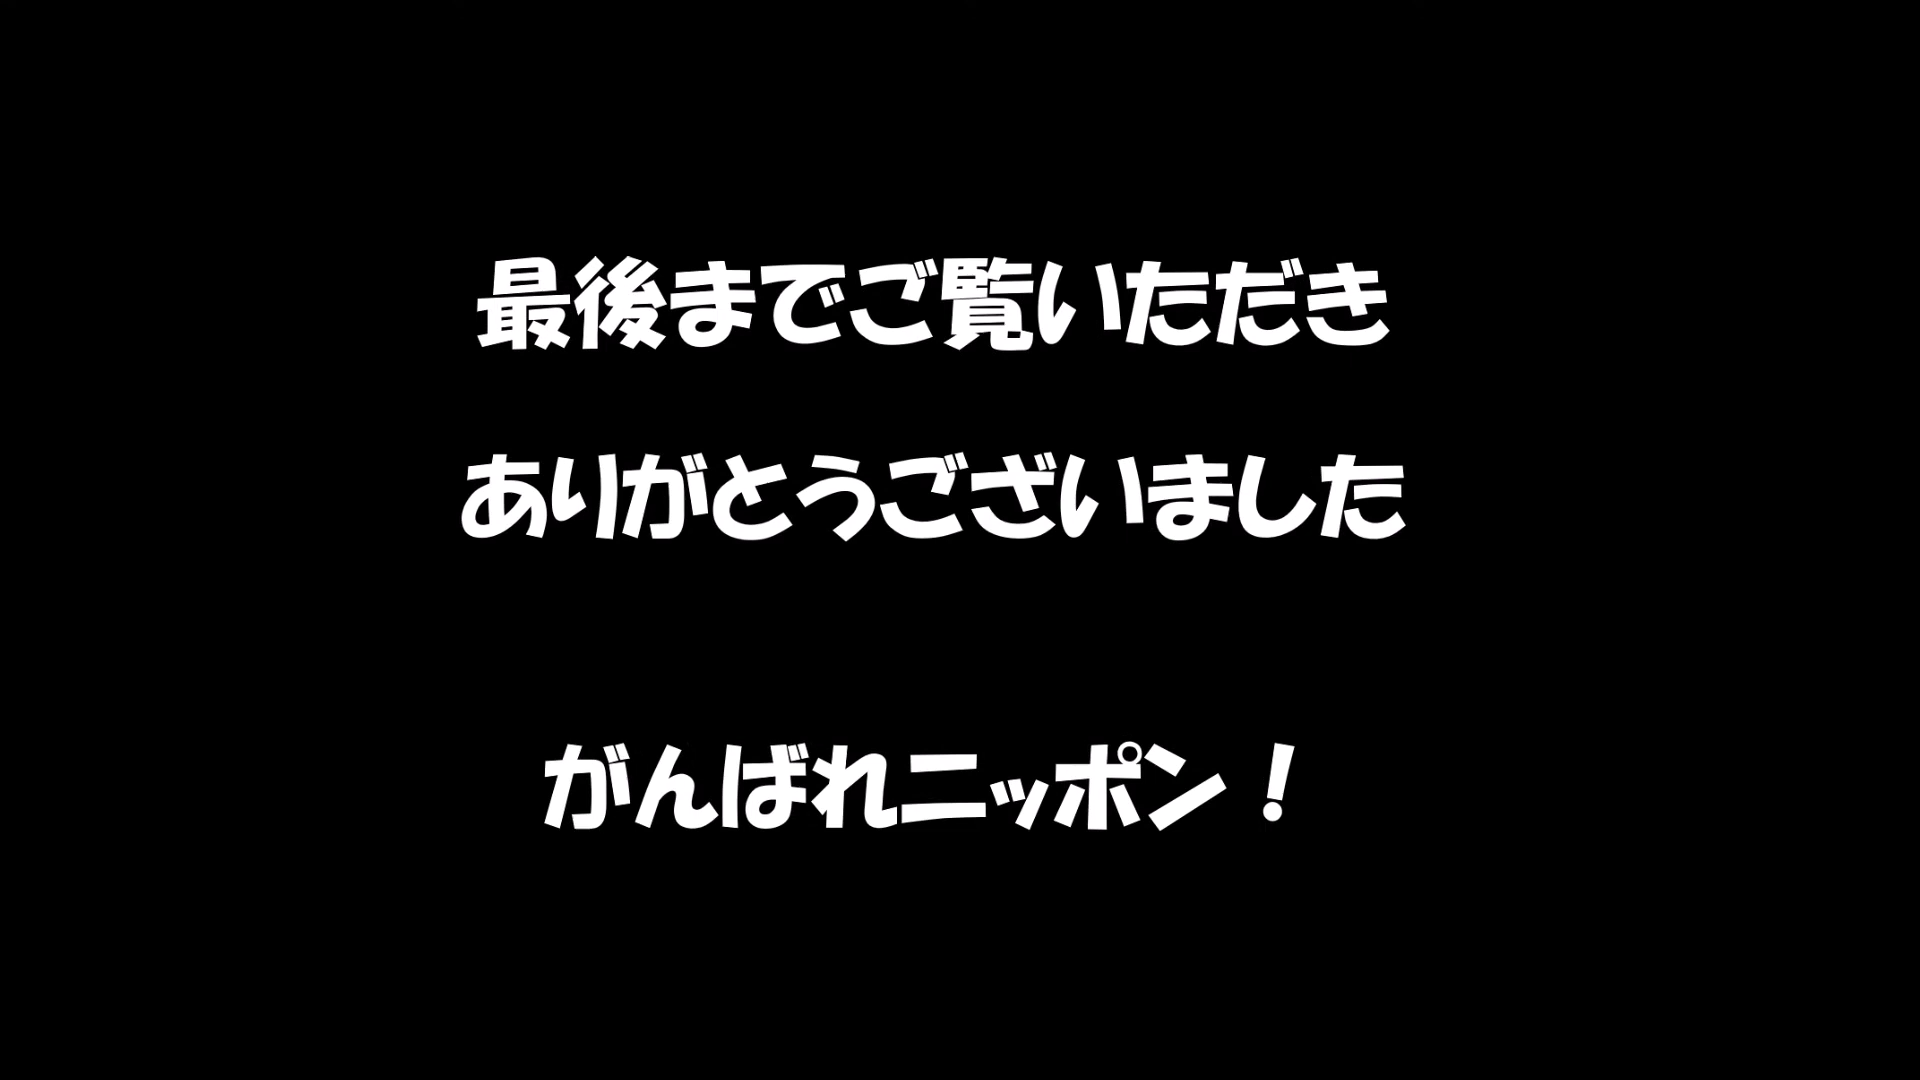 最後までご覧いただき
ありがとうございました
がんばれニッポン！